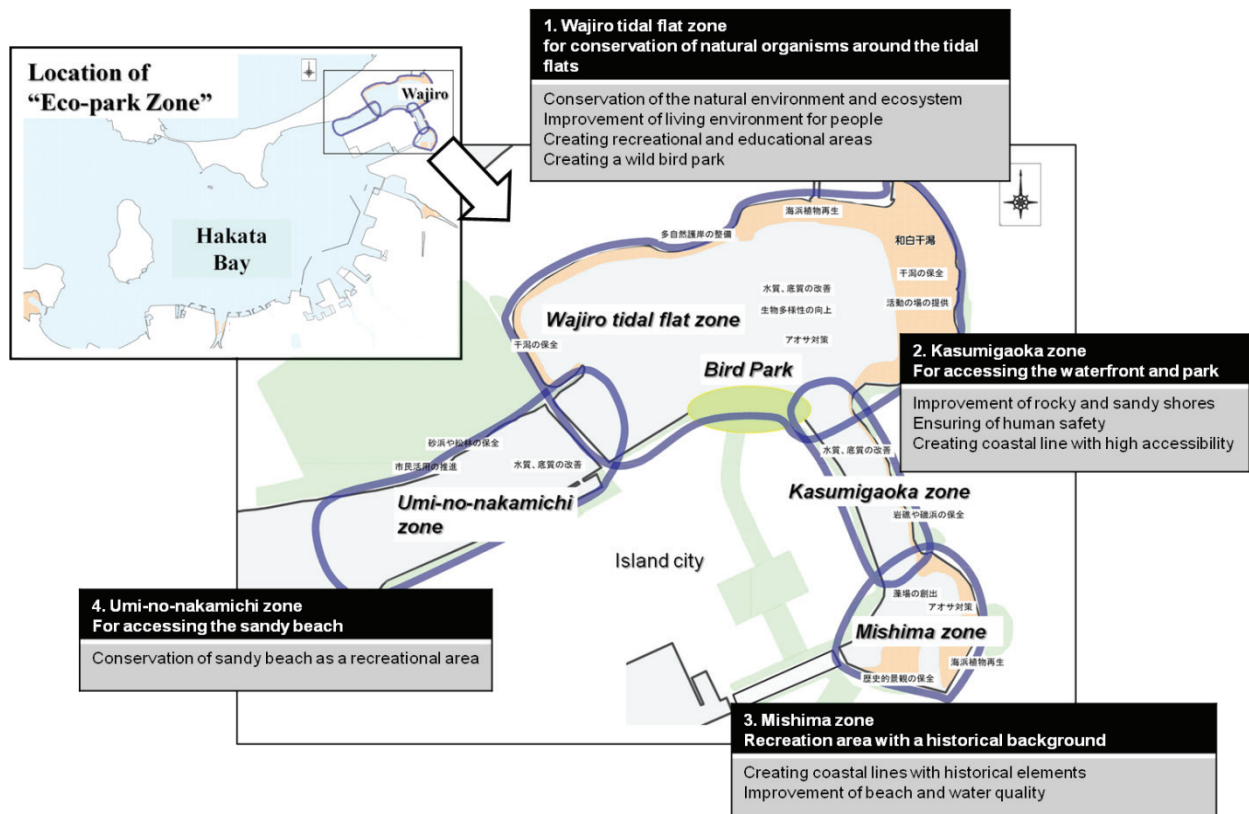 Location of
“Eco-park Zone”
Wajiro
Hakata
Bay
1. Wajiro tidal flat zone
for conservation of natural organisms around the tidal
flats
Conservation of the natural environment and ecosystem
Improvement of living environment for people
Creating recreational and educational areas
Creating a wild bird park
海浜植物再生
多自然護岸の整備
和白干潟
干潟の保全
水質、底質の改善
活動の場の提供
生物多様性の向上
Wajiro tidal flat zone
アオサ対策
干潟の保全
Bird Park
2. Kasumigaoka zone
For accessing the waterfront and park
Improvement of rocky and sandy shores
Ensuring of human safety
Creating coastal line with high accessibility
砂浜や松林の保全
市民活用の推進
水質、底質の改善
水質、底質の改善
Umi-no-nakamichi
zone
Kasumigaoka zone
岩礁や磯浜の保全
Island city
4. Umi-no-nakamichi zone
For accessing the sandy beach
Conservation of sandy beach as a recreational area
藻場の創出
アオサ対策
Mishima zone
海浜植物再生
歴史的景観の保全
3. Mishima zone
Recreation area with a historical background
Creating coastal lines with historical elements
Improvement of beach and water quality